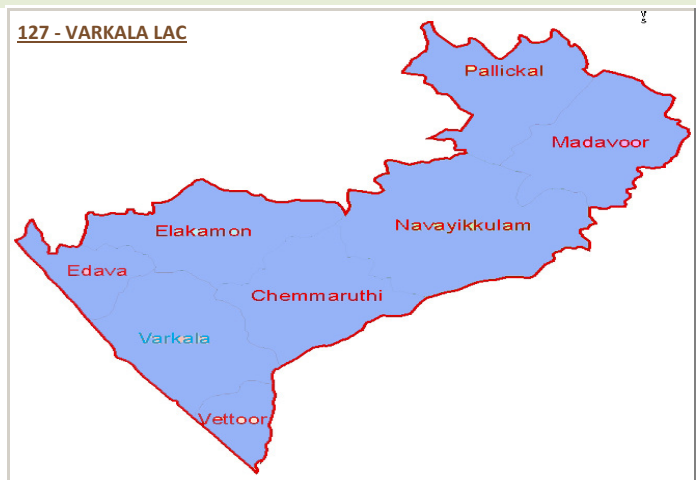 127 - VARKALA LAC
Pallickal
Madavoor
Navayikkulam
Elakamon
Edava
Chemmaruthi
Varkala
Vettoor